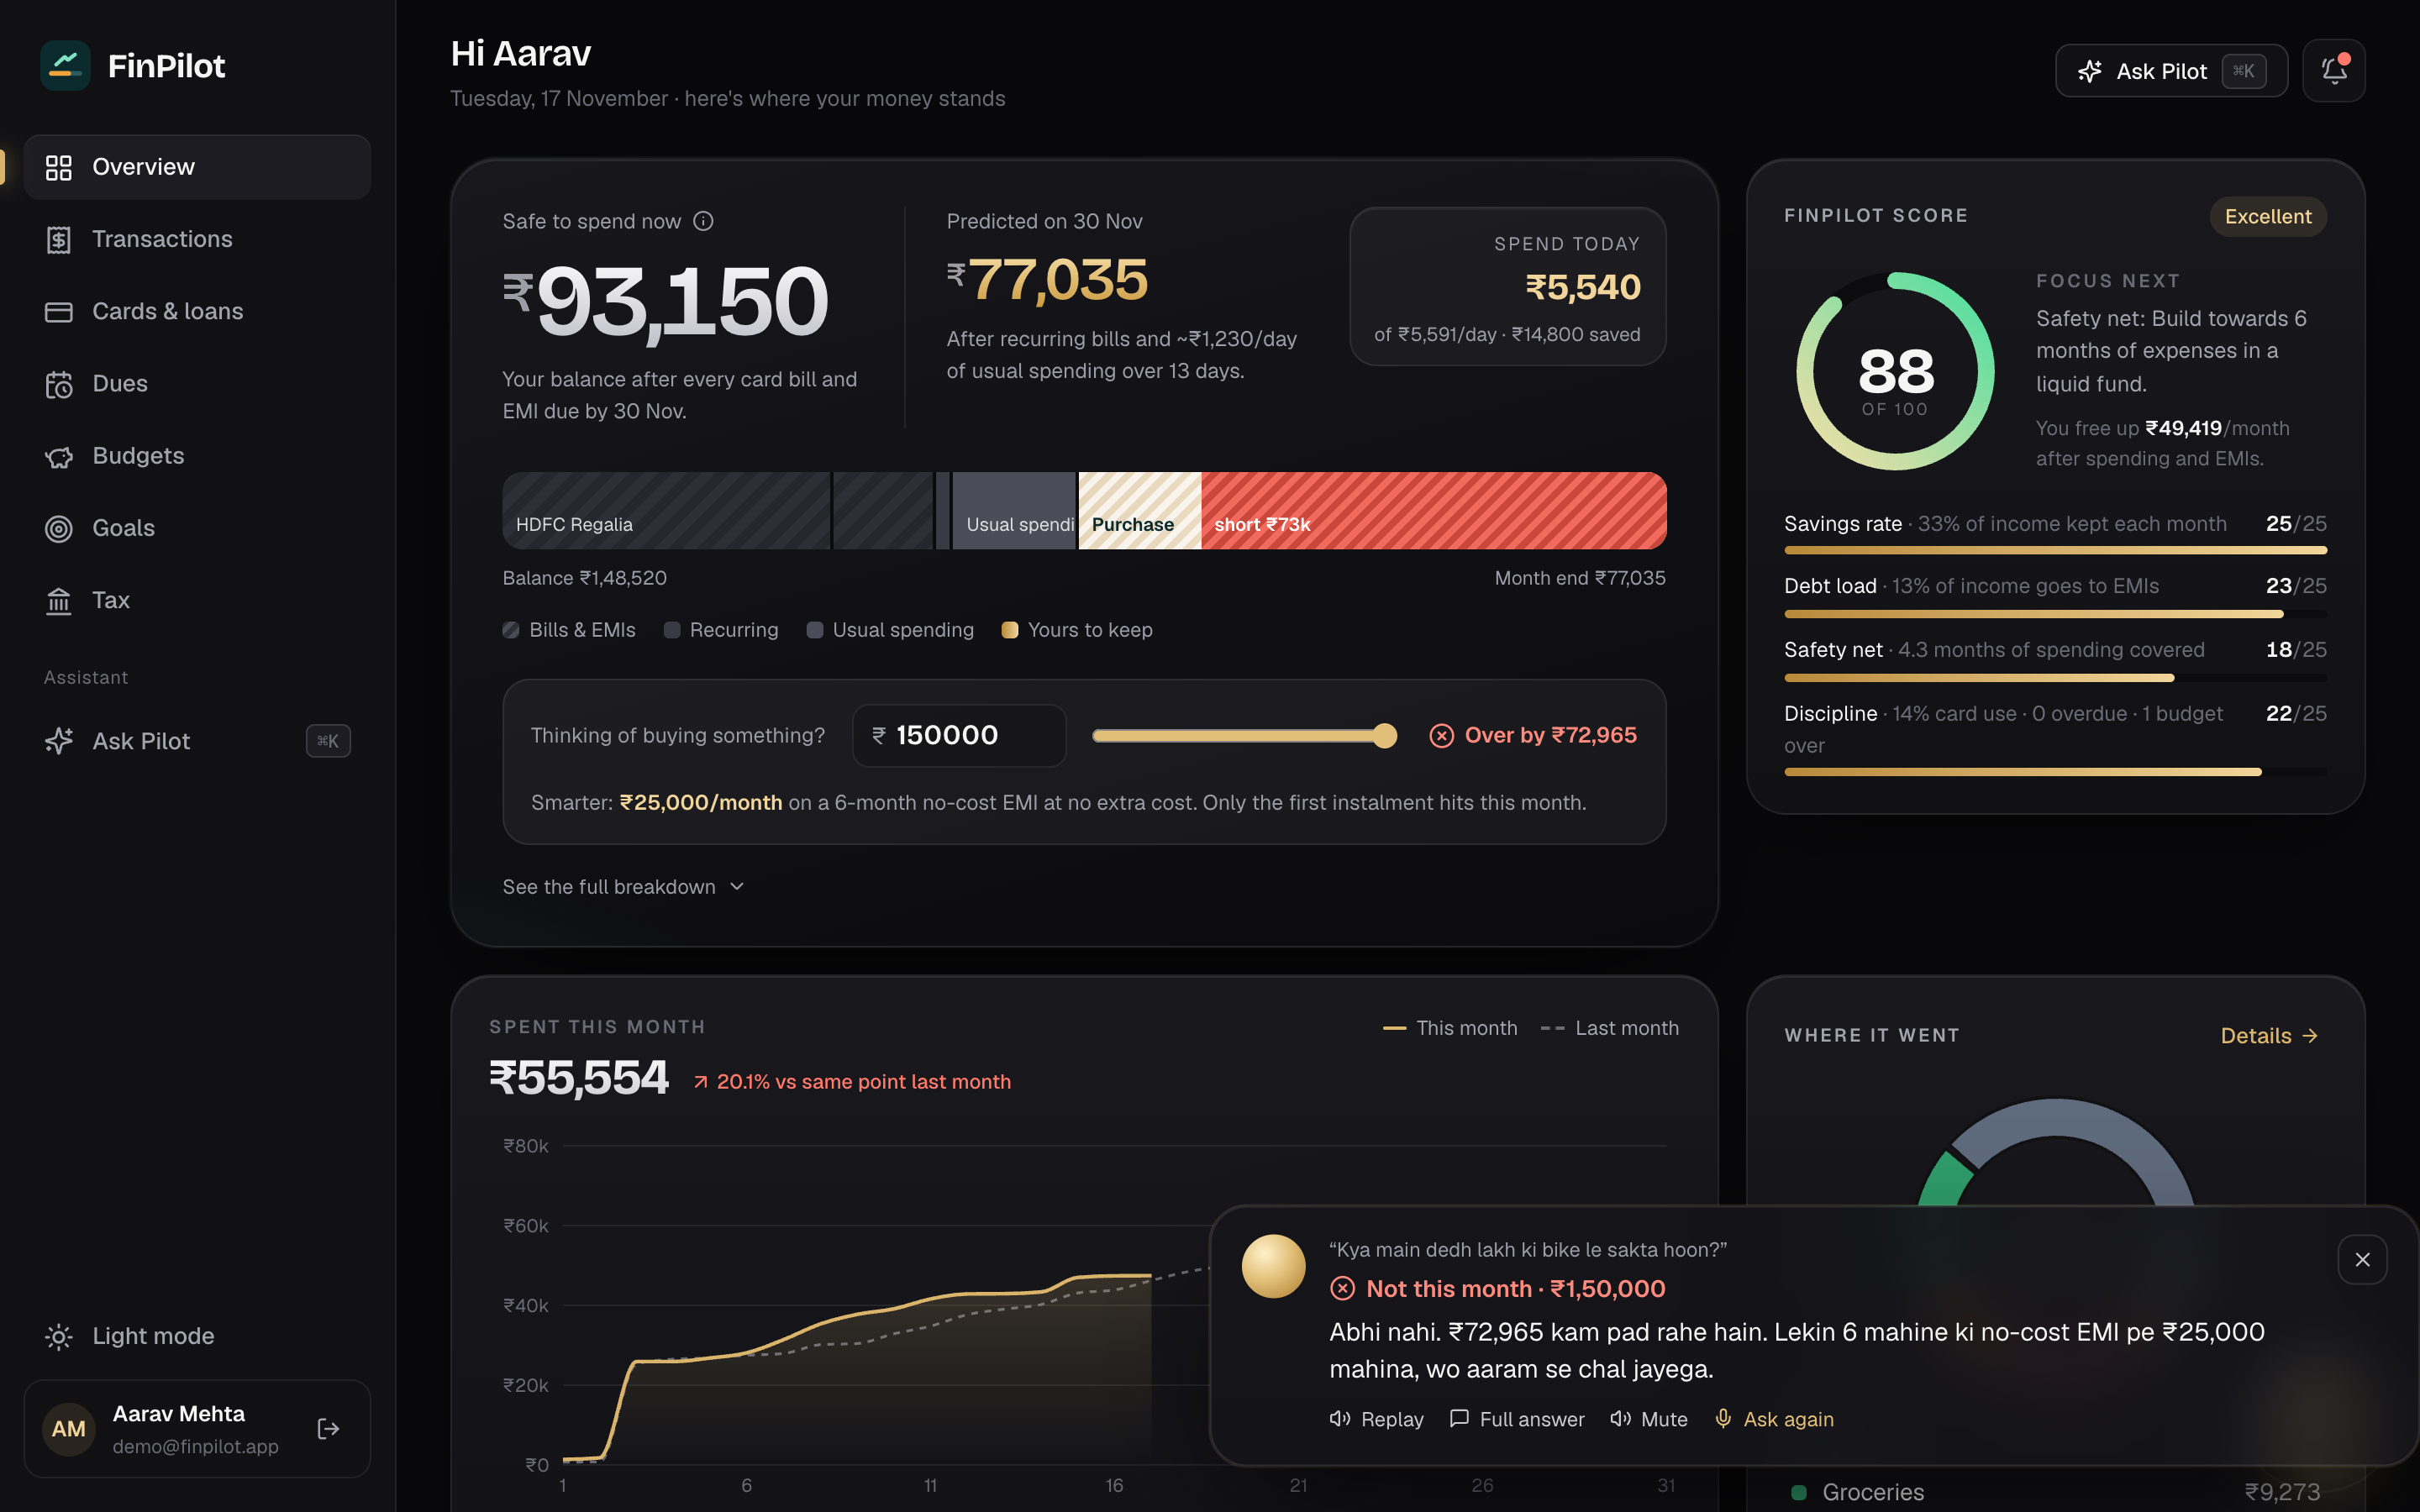 FinPilot
Overview
Transactions
Cards & loans
Dues
Budgets
Goals
Tax
Assistant
Ask Pilot ⌘K
Light mode
AM
Aarav Mehta
demo@finpilot.app
Hi Aarav
Tuesday, 17 November · here's where your money stands
Ask Pilot ⌘K
Safe to spend now
₹93,150
Your balance after every card bill and
EMI due by 30 Nov.
Predicted on 30 Nov
₹77,035
After recurring bills and ~₹1,230/day
of usual spending over 13 days.
SPEND TODAY
₹5,540
of ₹5,591/day · ₹14,800 saved
HDFC Regalia
Usual spendi
Purchase
short ₹73k
Balance ₹1,48,520
Month end ₹77,035
Bills & EMIs
Recurring
Usual spending
Yours to keep
Thinking of buying something?
₹ 150000
Over by ₹72,965
Smarter: ₹25,000/month on a 6-month no-cost EMI at no extra cost. Only the first instalment hits this month.
See the full breakdown
FINPILOT SCORE
Excellent
88
OF 100
FOCUS NEXT
Safety net: Build towards 6
months of expenses in a
liquid fund.
You free up ₹49,419/month
after spending and EMIs.
Savings rate · 33% of income kept each month 25/25
Debt load · 13% of income goes to EMIs 23/25
Safety net · 4.3 months of spending covered 18/25
Discipline · 14% card use · 0 overdue · 1 budget 22/25
over
SPENT THIS MONTH
This month
Last month
₹55,554
20.1% vs same point last month
₹80k
₹60k
₹40k
₹20k
₹0
1 6 11 16 21 26 31
WHERE IT WENT
Details
Groceries ₹9,273
“Kya main dedh lakh ki bike le sakta hoon?”
Not this month · ₹1,50,000
Abhi nahi. ₹72,965 kam pad rahe hain. Lekin 6 mahine ki no-cost EMI pe ₹25,000
mahina, wo aaram se chal jayega.
Replay
Full answer
Mute
Ask again